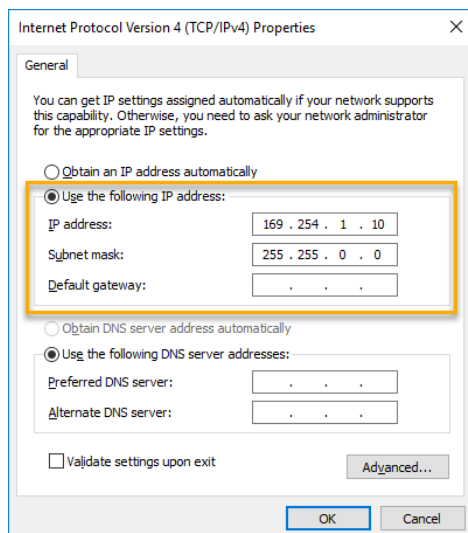 Internet Protocol Version 4 (TCP/IPv4) Properties
General
You can get IP settings assigned automatically if your network supports
this capability. Otherwise, you need to ask your network administrator
for the appropriate IP settings.
Obtain an IP address automatically
Use the following IP address:
IP address: 169 . 254 . 1 . 10
Subnet mask: 255 . 255 . 0 . 0
Default gateway: . . .
Obtain DNS server address automatically
Use the following DNS server addresses:
Preferred DNS server: . . .
Alternate DNS server: . . .
Validate settings upon exit
Advanced...
OK Cancel